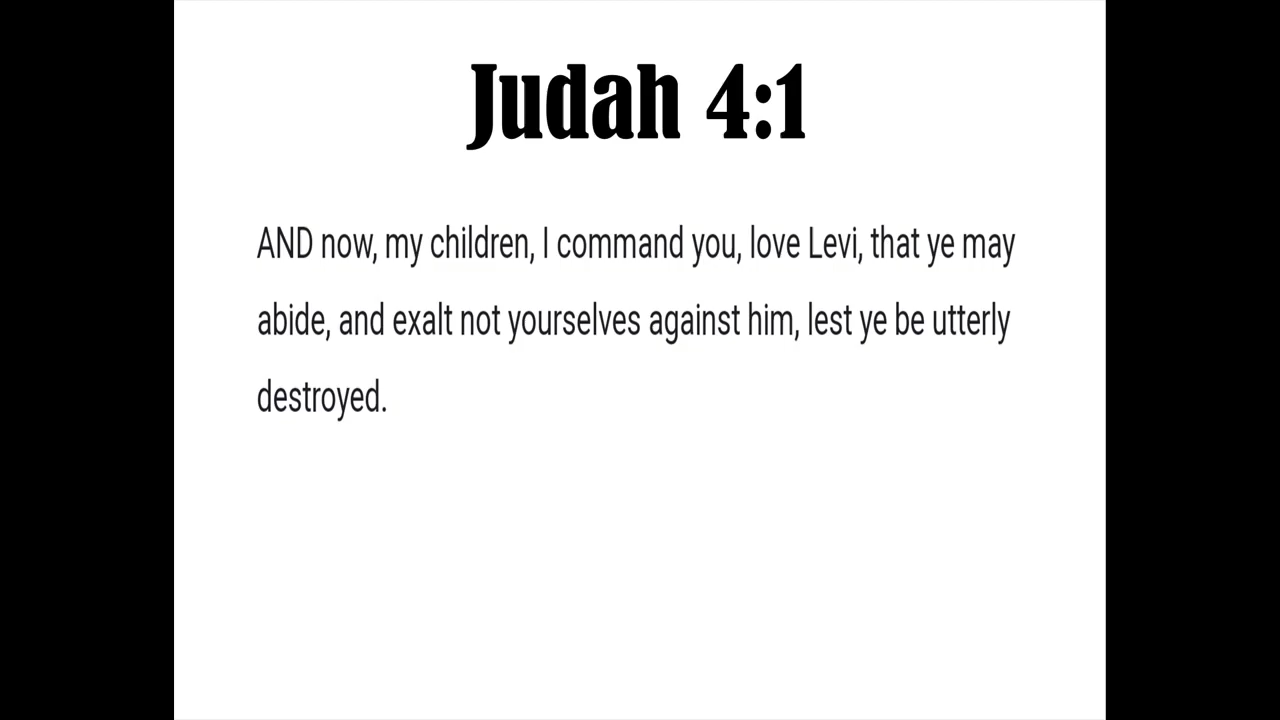 Judah 4:1
AND now, my children, I command you, love Levi, that ye may
abide, and exalt not yourselves against him, lest ye be utterly
destroyed.